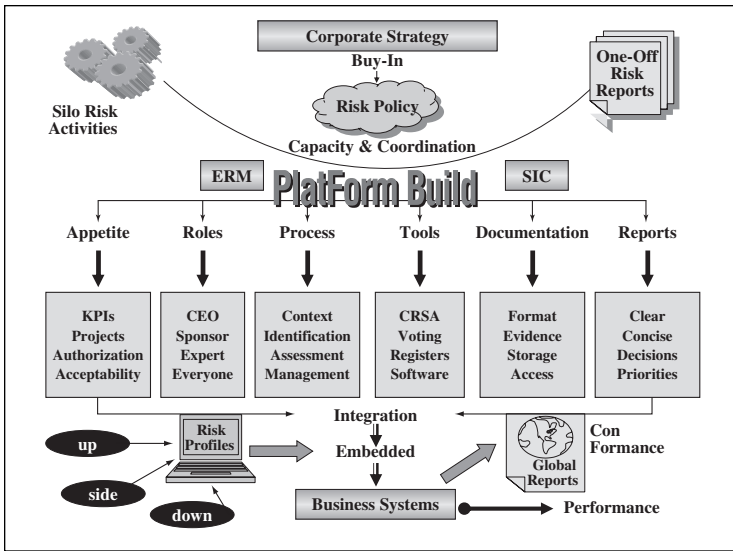 Corporate Strategy
Buy-In
Risk Policy
One-Off
Risk
Reports
Silo Risk
Activities
Capacity & Coordination
ERM
PlatForm Build
SIC
Appetite
Roles
Process
Tools
Documentation
Reports
KPIs
Projects
Authorization
Acceptability
CEO
Sponsor
Expert
Everyone
Context
Identification
Assessment
Management
CRSA
Voting
Registers
Software
Format
Evidence
Storage
Access
Clear
Concise
Decisions
Priorities
Integration
Embedded
Business Systems
up
side
down
Risk
Profiles
Global
Reports
Con
Formance
Performance